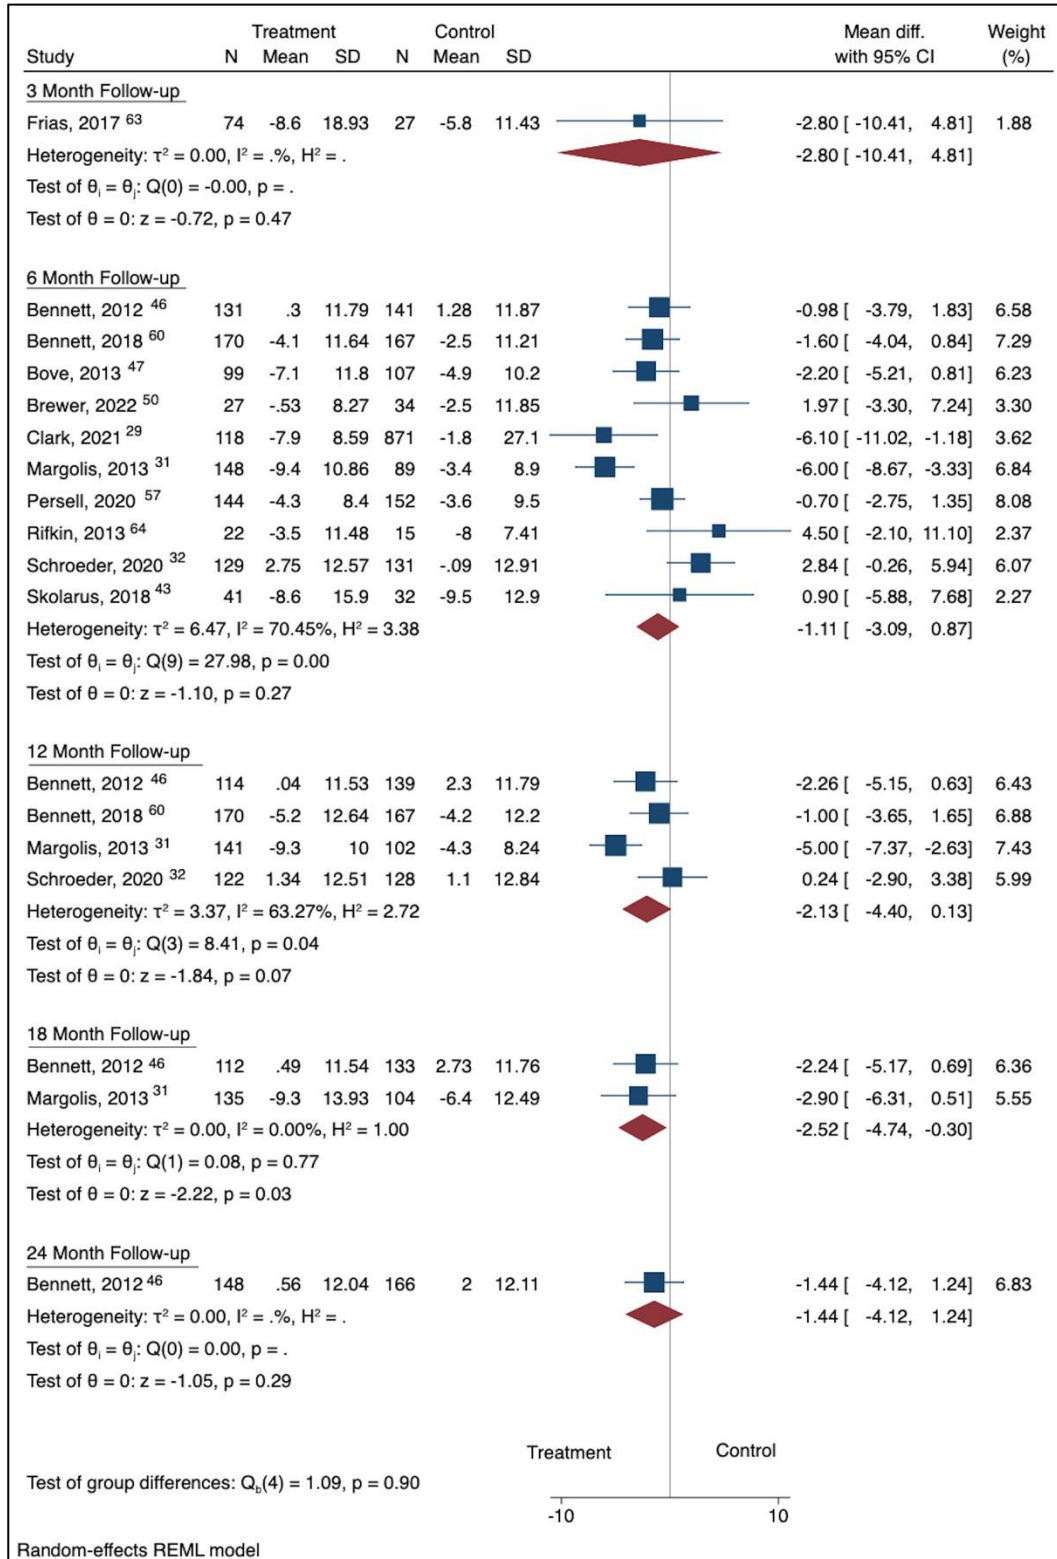 Treatment Control Mean diff. Weight
Study N Mean SD N Mean SD with 95% CI (%)
3 Month Follow-up
Frias, 2017 63 74 -8.6 18.93 27 -5.8 11.43 -2.80 [ -10.41, 4.81] 1.88
Heterogeneity: τ² = 0.00, I² = .%, H² = . -2.80 [ -10.41, 4.81]
Test of θᵢ = θⱼ: Q(0) = -0.00, p = .
Test of θ = 0: z = -0.72, p = 0.47
6 Month Follow-up
Bennett, 2012 46 131 .3 11.79 141 1.28 11.87 -0.98 [ -3.79, 1.83] 6.58
Bennett, 2018 60 170 -4.1 11.64 167 -2.5 11.21 -1.60 [ -4.04, 0.84] 7.29
Bove, 2013 47 99 -7.1 11.8 107 -4.9 10.2 -2.20 [ -5.21, 0.81] 6.23
Brewer, 2022 50 27 -.53 8.27 34 -2.5 11.85 1.97 [ -3.30, 7.24] 3.30
Clark, 2021 29 118 -7.9 8.59 871 -1.8 27.1 -6.10 [ -11.02, -1.18] 3.62
Margolis, 2013 31 148 -9.4 10.86 89 -3.4 8.9 -6.00 [ -8.67, -3.33] 6.84
Persell, 2020 57 144 -4.3 8.4 152 -3.6 9.5 -0.70 [ -2.75, 1.35] 8.08
Rifkin, 2013 64 22 -3.5 11.48 15 -8 7.41 4.50 [ -2.10, 11.10] 2.37
Schroeder, 2020 32 129 2.75 12.57 131 -.09 12.91 2.84 [ -0.26, 5.94] 6.07
Skolarus, 2018 43 41 -8.6 15.9 32 -9.5 12.9 0.90 [ -5.88, 7.68] 2.27
Heterogeneity: τ² = 6.47, I² = 70.45%, H² = 3.38 -1.11 [ -3.09, 0.87]
Test of θᵢ = θⱼ: Q(9) = 27.98, p = 0.00
Test of θ = 0: z = -1.10, p = 0.27
12 Month Follow-up
Bennett, 2012 46 114 .04 11.53 139 2.3 11.79 -2.26 [ -5.15, 0.63] 6.43
Bennett, 2018 60 170 -5.2 12.64 167 -4.2 12.2 -1.00 [ -3.65, 1.65] 6.88
Margolis, 2013 31 141 -9.3 10 102 -4.3 8.24 -5.00 [ -7.37, -2.63] 7.43
Schroeder, 2020 32 122 1.34 12.51 128 1.1 12.84 0.24 [ -2.90, 3.38] 5.99
Heterogeneity: τ² = 3.37, I² = 63.27%, H² = 2.72 -2.13 [ -4.40, 0.13]
Test of θᵢ = θⱼ: Q(3) = 8.41, p = 0.04
Test of θ = 0: z = -1.84, p = 0.07
18 Month Follow-up
Bennett, 2012 46 112 .49 11.54 133 2.73 11.76 -2.24 [ -5.17, 0.69] 6.36
Margolis, 2013 31 135 -9.3 13.93 104 -6.4 12.49 -2.90 [ -6.31, 0.51] 5.55
Heterogeneity: τ² = 0.00, I² = 0.00%, H² = 1.00 -2.52 [ -4.74, -0.30]
Test of θᵢ = θⱼ: Q(1) = 0.08, p = 0.77
Test of θ = 0: z = -2.22, p = 0.03
24 Month Follow-up
Bennett, 2012 46 148 .56 12.04 166 2 12.11 -1.44 [ -4.12, 1.24] 6.83
Heterogeneity: τ² = 0.00, I² = .%, H² = . -1.44 [ -4.12, 1.24]
Test of θᵢ = θⱼ: Q(0) = 0.00, p = .
Test of θ = 0: z = -1.05, p = 0.29
Treatment Control
Test of group differences: Q_b(4) = 1.09, p = 0.90
-10 10
Random-effects REML model